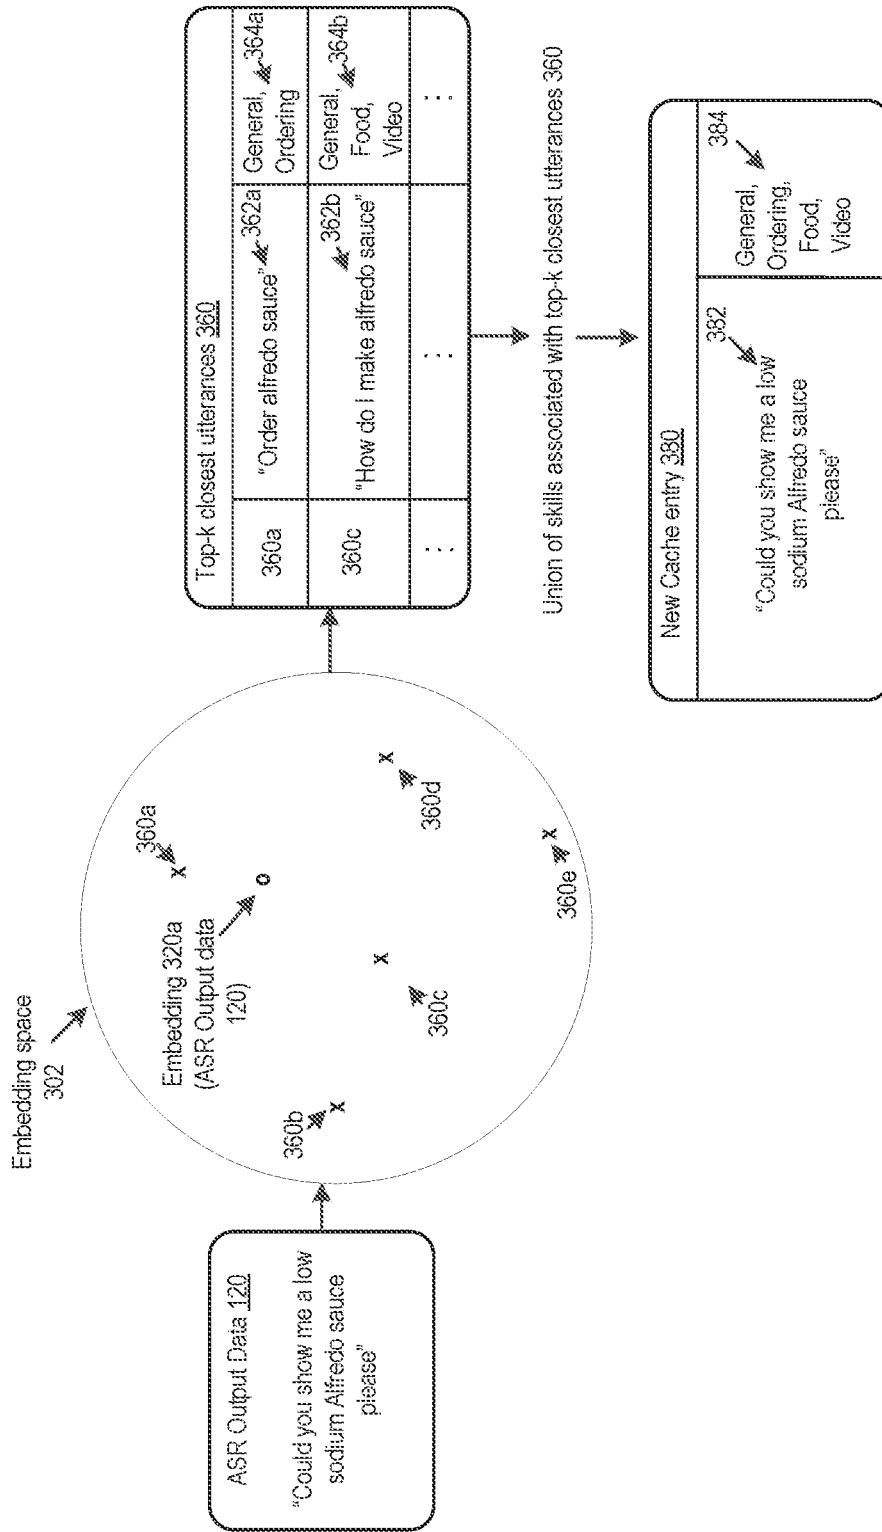 ASR Output Data 120
“Could you show me a low
sodium Alfredo sauce
please”
Embedding space
302
360a
Embedding 320a
(ASR Output data
120)
360b
360c
360d
360e
Top-k closest utterances 360
360a
“Order alfredo sauce”
362a
General,
Ordering
364a
360c
“How do I make alfredo sauce”
362b
General,
Food,
Video
364b
Union of skills associated with top-k closest utterances 360
New Cache entry 380
382
“Could you show me a low
sodium Alfredo sauce
please”
384
General,
Ordering,
Food,
Video